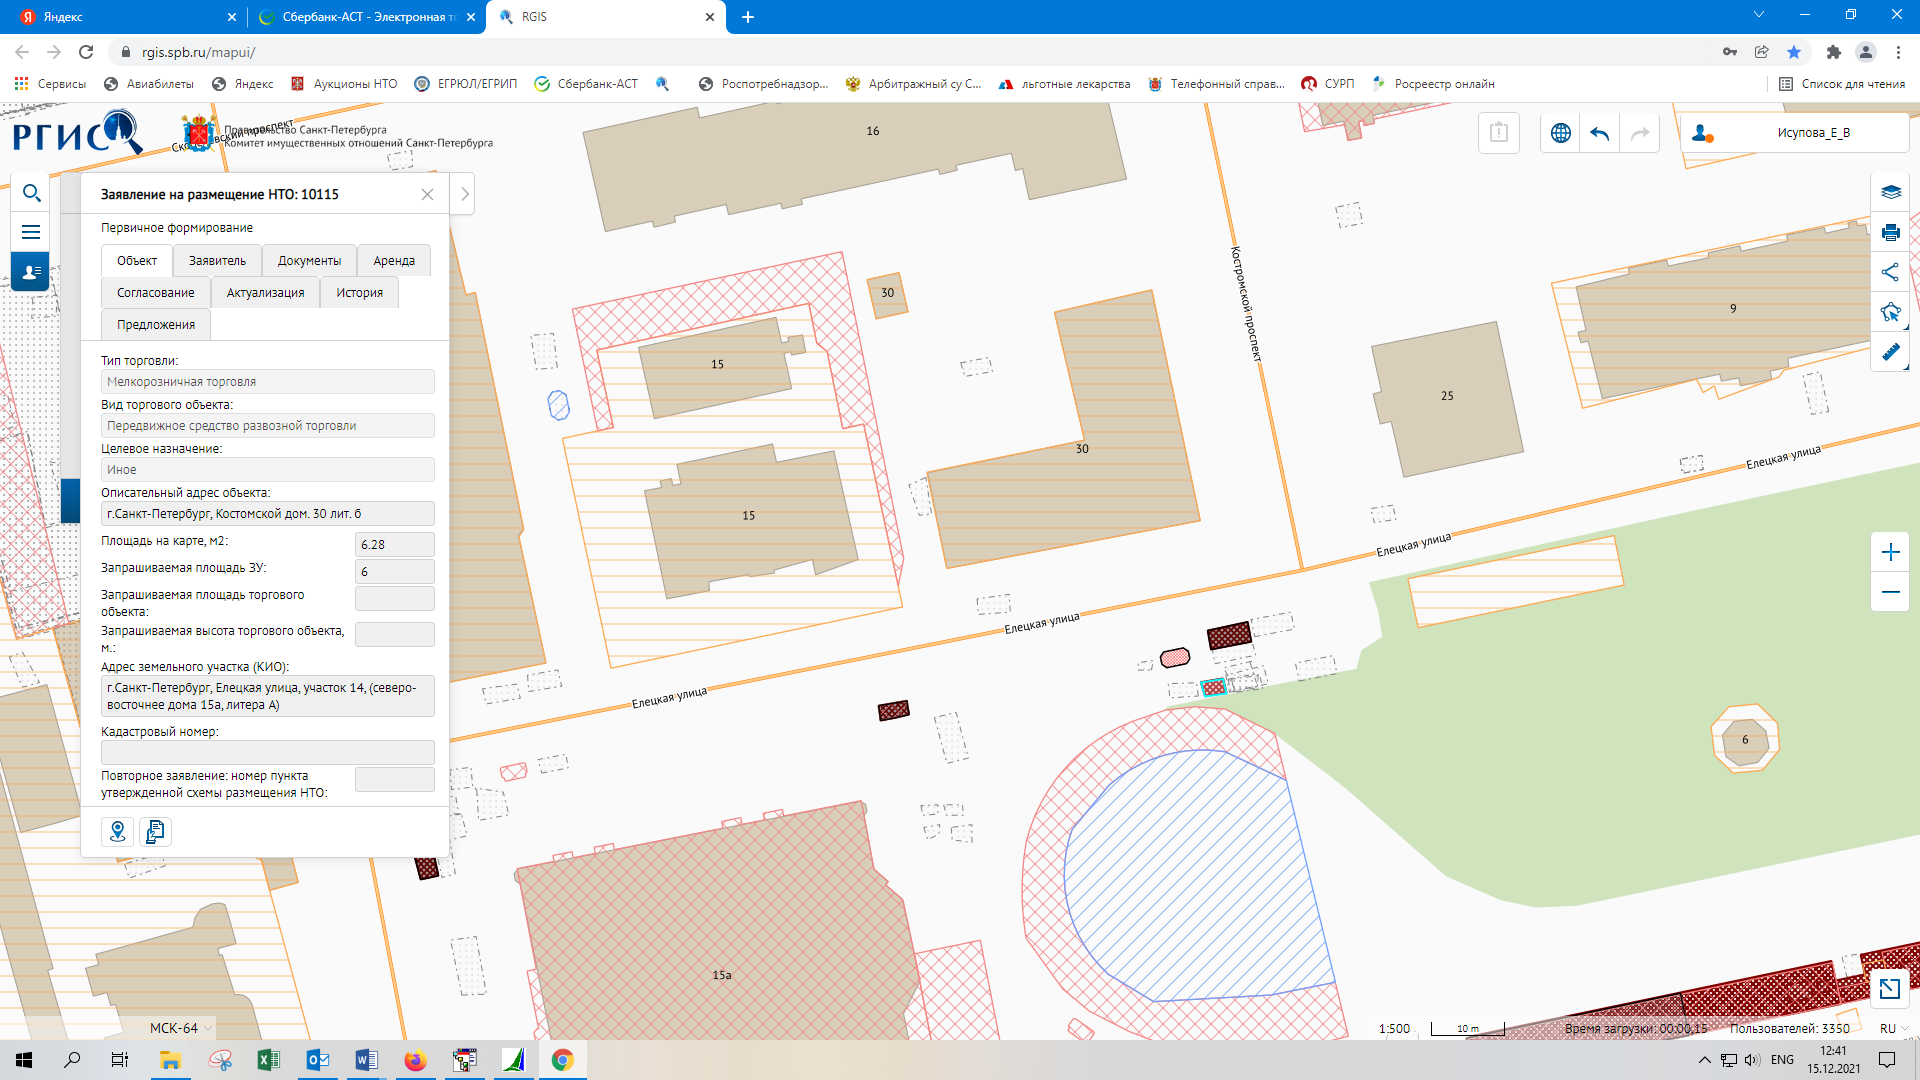 Яндекс
Сбербанк-АСТ - Электронная то
RGIS
rgis.spb.ru/mapui/
Сервисы
Авиабилеты
Яндекс
Аукционы НТО
ЕГРЮЛ/ЕГРИП
Сбербанк-АСТ
Роспотребнадзор...
Арбитражный су С...
льготные лекарства
Телефонный справ...
СУРП
Росреестр онлайн
Список для чтения
РГИС
Правительство Санкт-Петербурга
Комитет имущественных отношений Санкт-Петербурга
Исупова_Е_В
Заявление на размещение НТО: 10115
Первичное формирование
Объект
Заявитель
Документы
Аренда
Согласование
Актуализация
История
Предложения
Тип торговли:
Мелкорозничная торговля
Вид торгового объекта:
Передвижное средство развозной торговли
Целевое назначение:
Иное
Описательный адрес объекта:
г.Санкт-Петербург, Костомской дом. 30 лит. б
Площадь на карте, м2:
6.28
Запрашиваемая площадь ЗУ:
6
Запрашиваемая площадь торгового
объекта:
Запрашиваемая высота торгового объекта,
м.:
Адрес земельного участка (КИО):
г.Санкт-Петербург, Елецкая улица, участок 14, (северо-
восточнее дома 15а, литера А)
Кадастровый номер:
Повторное заявление: номер пункта
утвержденной схемы размещения НТО:
16
30
15
15
30
Костромской проспект
25
9
Елецкая улица
Елецкая улица
Елецкая улица
Елецкая улица
6
15а
МСК-64
1:500
10 m
Время загрузки: 00:00,15
Пользователей: 3350
RU
ENG
12:41
15.12.2021